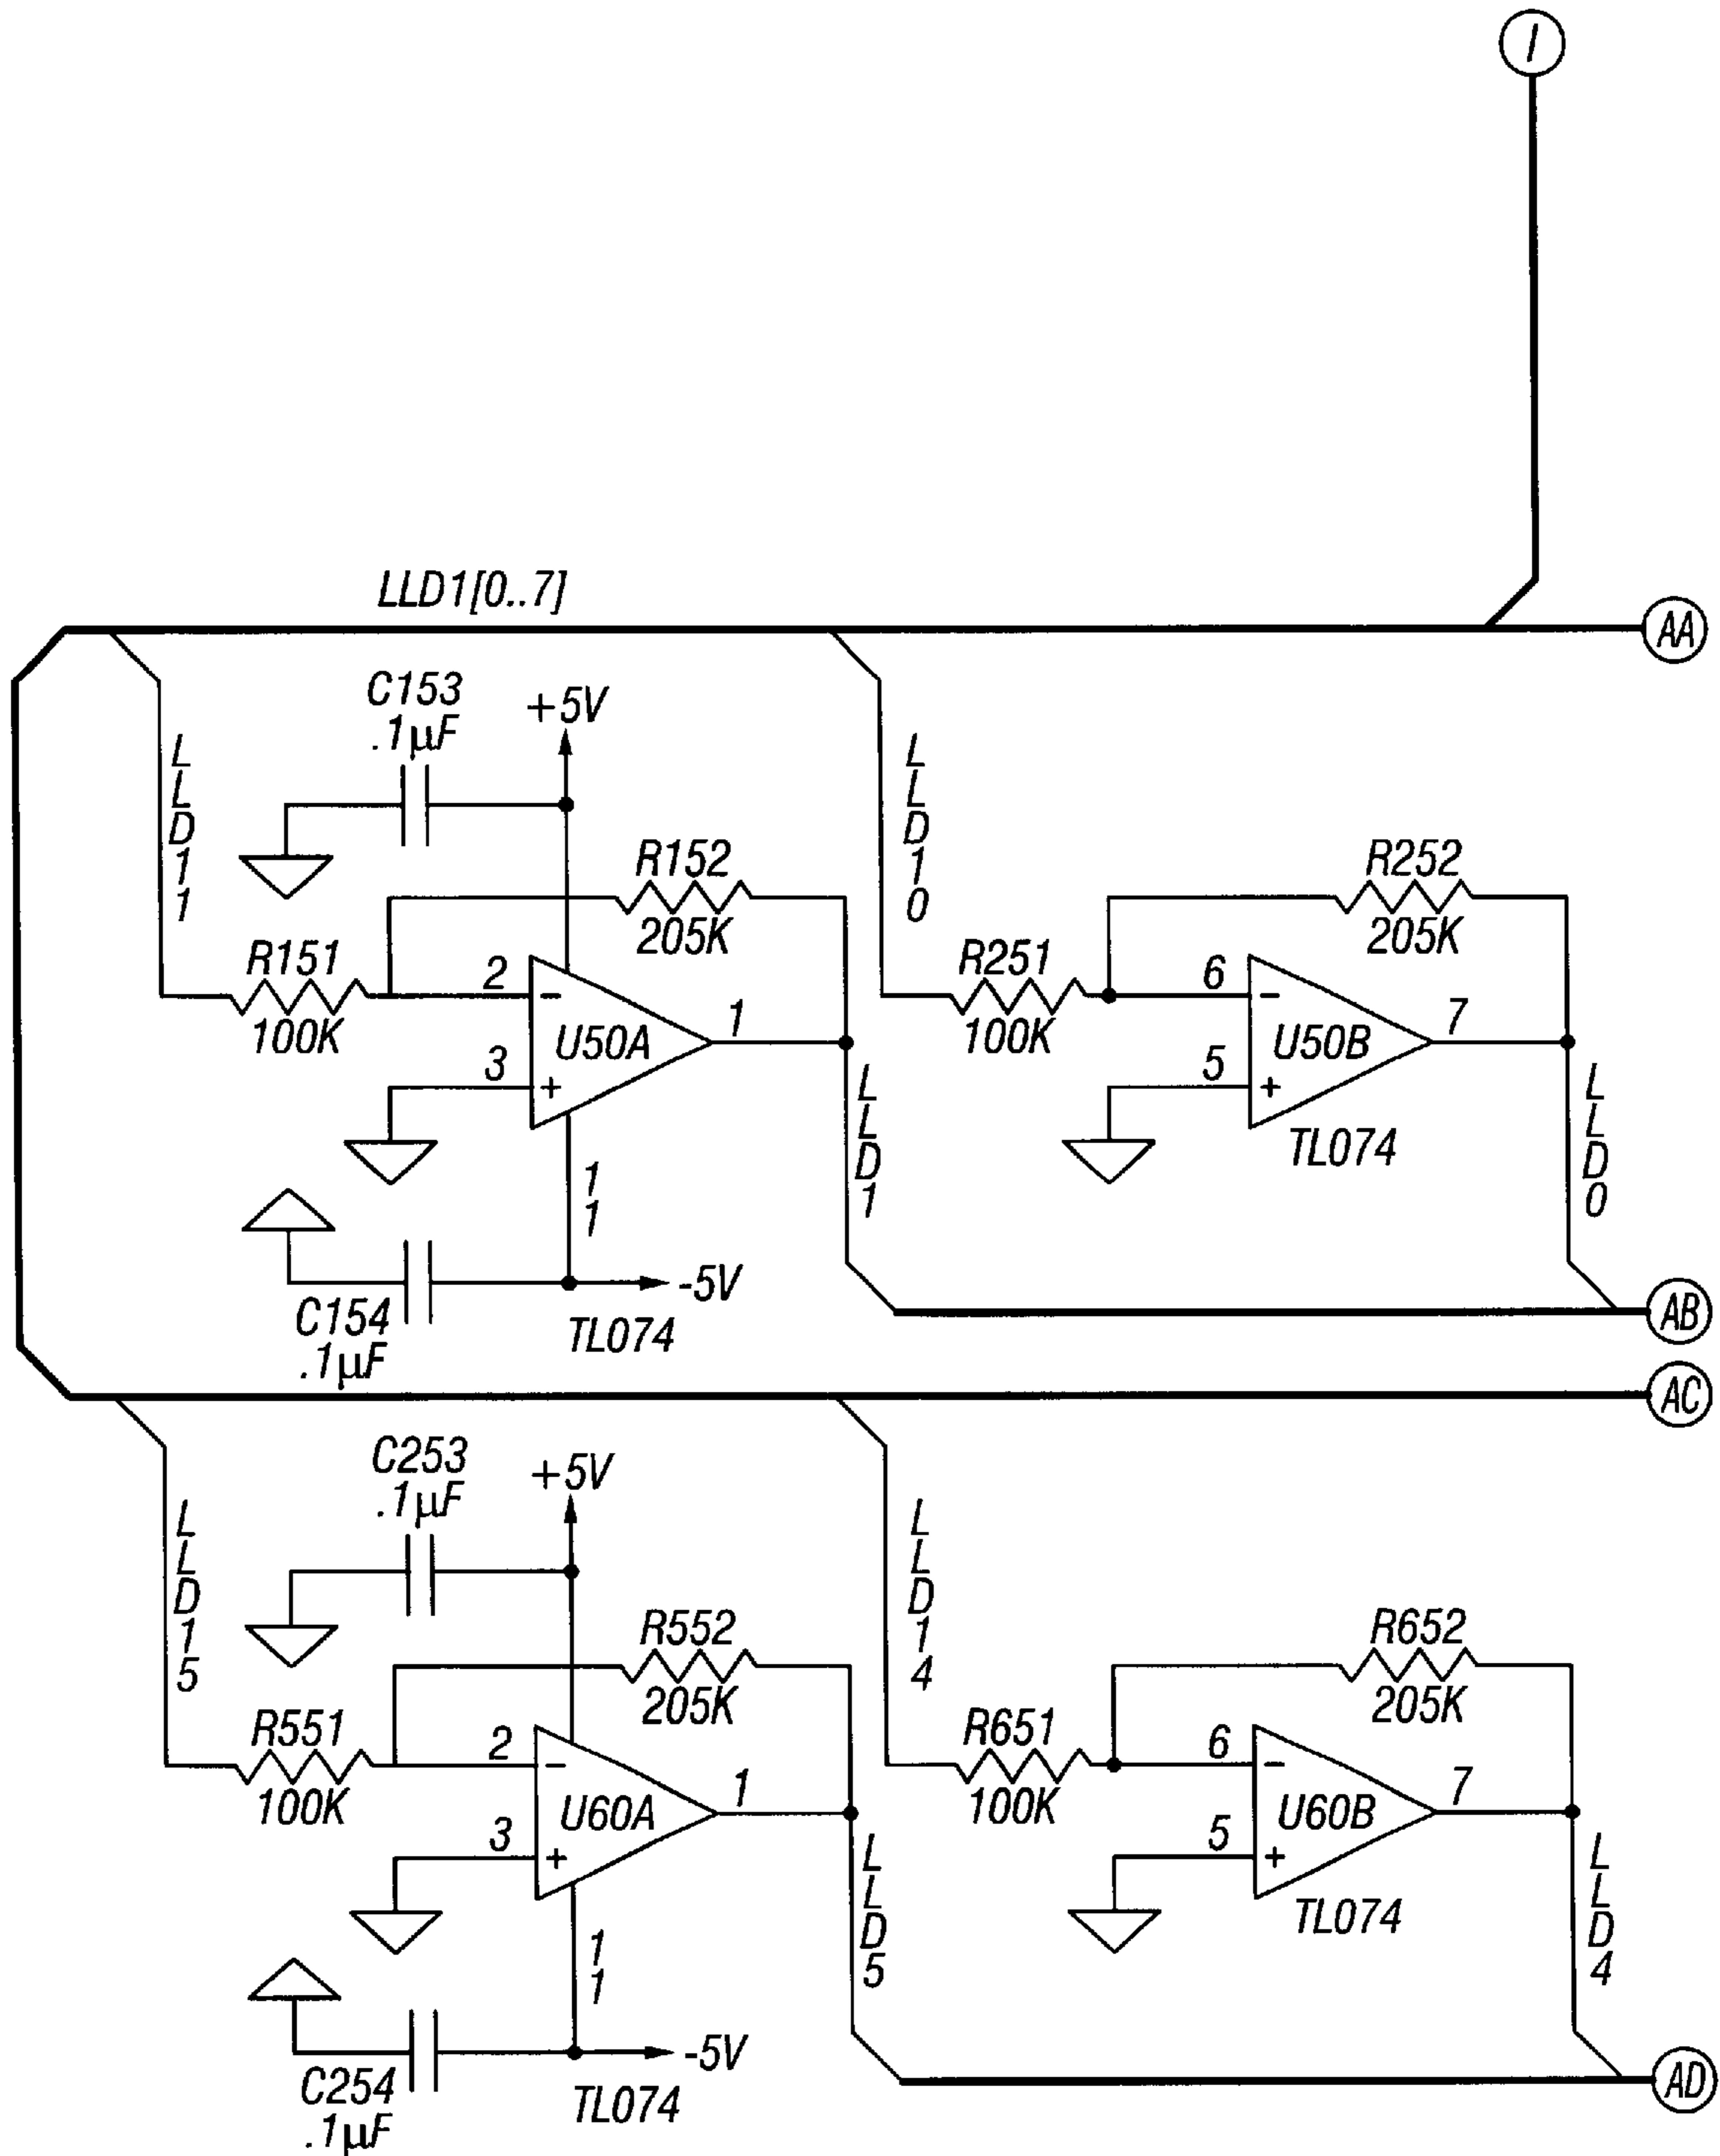 I
LLD1[0..7]
AA
C153
.1µF
+5V
LLD11
LLD10
R152
205K
R252
205K
R151
100K
2
-
U50A
1
3
+
R251
100K
6
-
U50B
7
5
+
TL074
LLD1
LLD0
11
-5V
C154
.1µF
TL074
AB
AC
C253
.1µF
+5V
LLD15
LLD14
R552
205K
R652
205K
R551
100K
2
-
U60A
1
3
+
R651
100K
6
-
U60B
7
5
+
TL074
LLD5
LLD4
11
-5V
C254
.1µF
TL074
AD